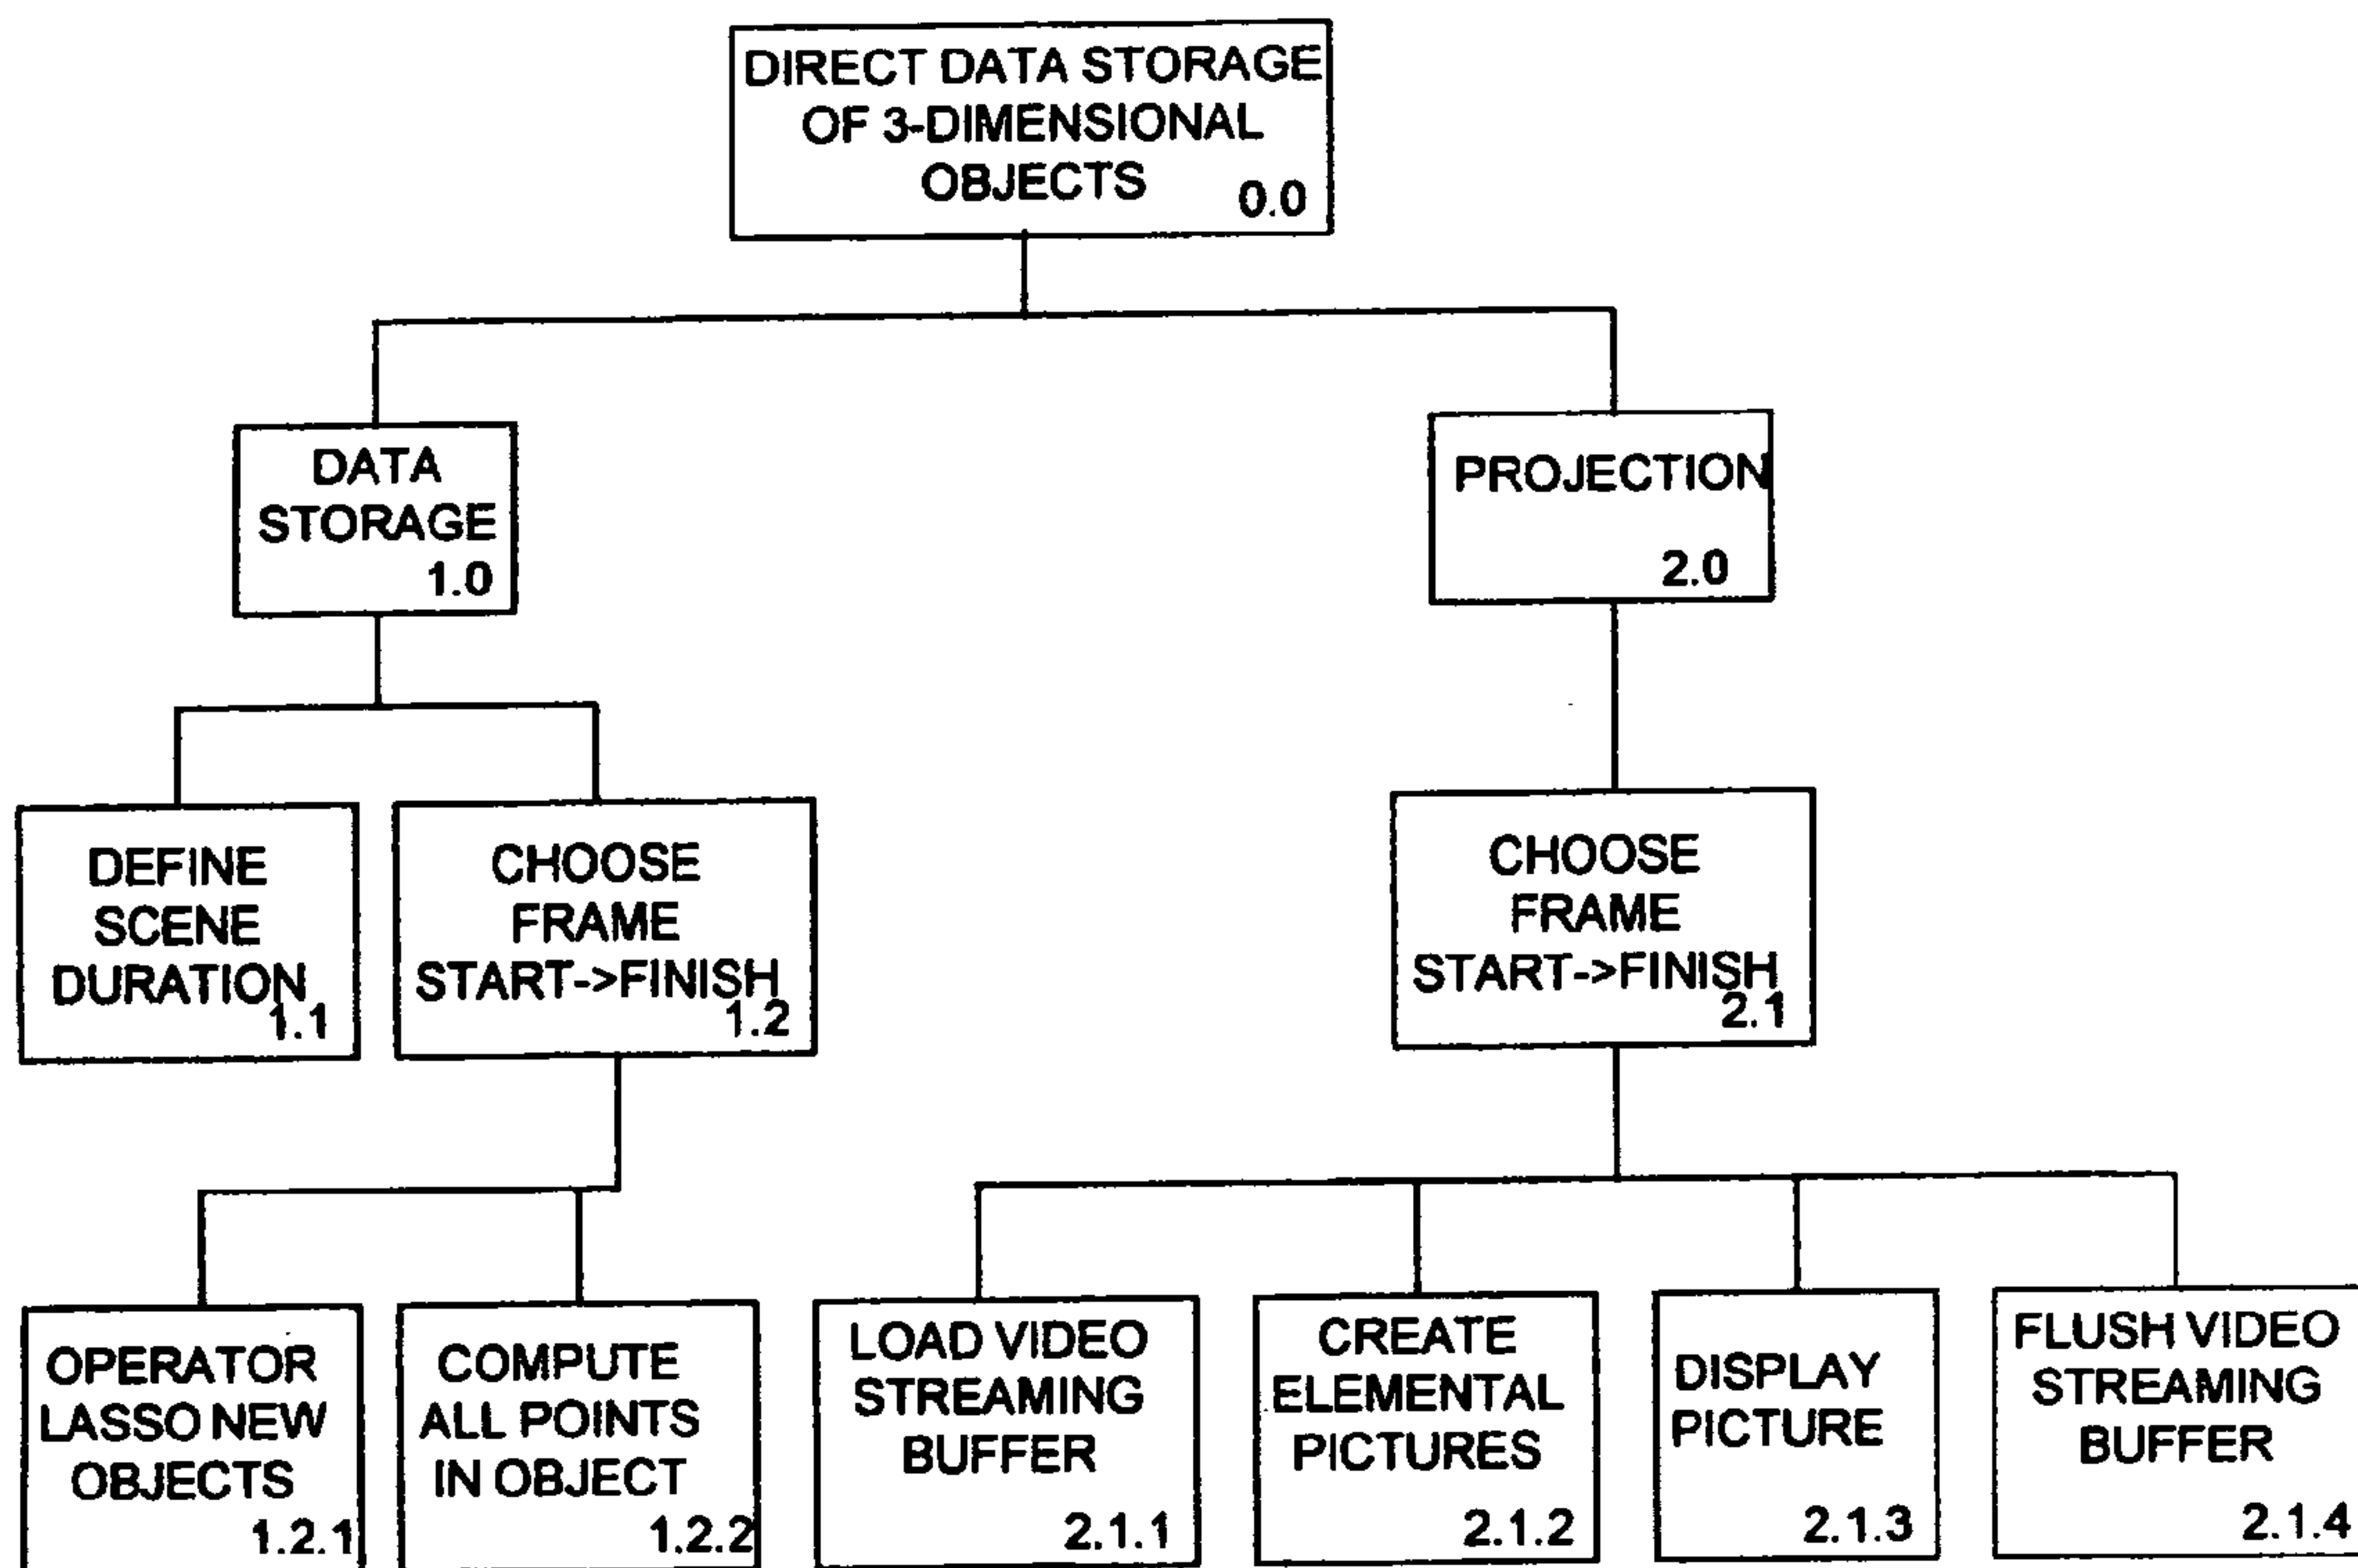 DIRECT DATA STORAGE
OF 3-DIMENSIONAL
OBJECTS
0.0
DATA
STORAGE
1.0
PROJECTION
2.0
DEFINE
SCENE
DURATION
1.1
CHOOSE
FRAME
START->FINISH
1.2
CHOOSE
FRAME
START->FINISH
2.1
OPERATOR
LASSO NEW
OBJECTS
1.2.1
COMPUTE
ALL POINTS
IN OBJECT
1.2.2
LOAD VIDEO
STREAMING
BUFFER
2.1.1
CREATE
ELEMENTAL
PICTURES
2.1.2
DISPLAY
PICTURE
2.1.3
FLUSH VIDEO
STREAMING
BUFFER
2.1.4